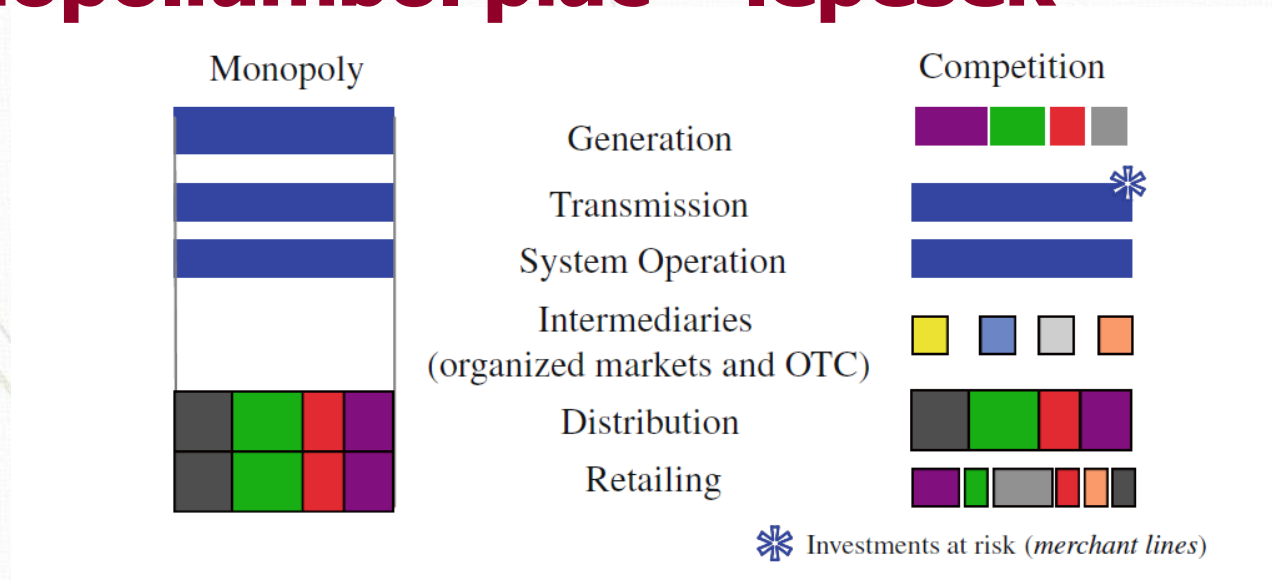 Monopoly
Competition
Generation
Transmission
System Operation
Intermediaries
(organized markets and OTC)
Distribution
Retailing
Investments at risk (merchant lines)